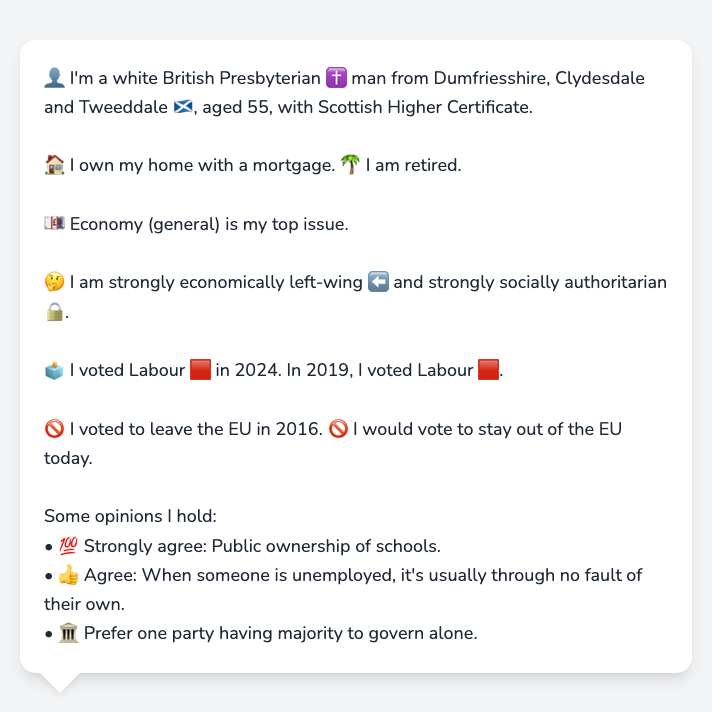 👤 I'm a white British Presbyterian ✝️ man from Dumfriesshire, Clydesdale
and Tweeddale 🏴󠁧󠁢󠁳󠁣󠁴󠁿, aged 55, with Scottish Higher Certificate.
🏠 I own my home with a mortgage. 🌴 I am retired.
💷 Economy (general) is my top issue.
🤔 I am strongly economically left-wing ⬅️ and strongly socially authoritarian
🔒.
🗳️ I voted Labour 🟥 in 2024. In 2019, I voted Labour 🟥.
🚫 I voted to leave the EU in 2016. 🚫 I would vote to stay out of the EU
today.
Some opinions I hold:
• 💯 Strongly agree: Public ownership of schools.
• 👍 Agree: When someone is unemployed, it's usually through no fault of
their own.
• 🏛️ Prefer one party having majority to govern alone.